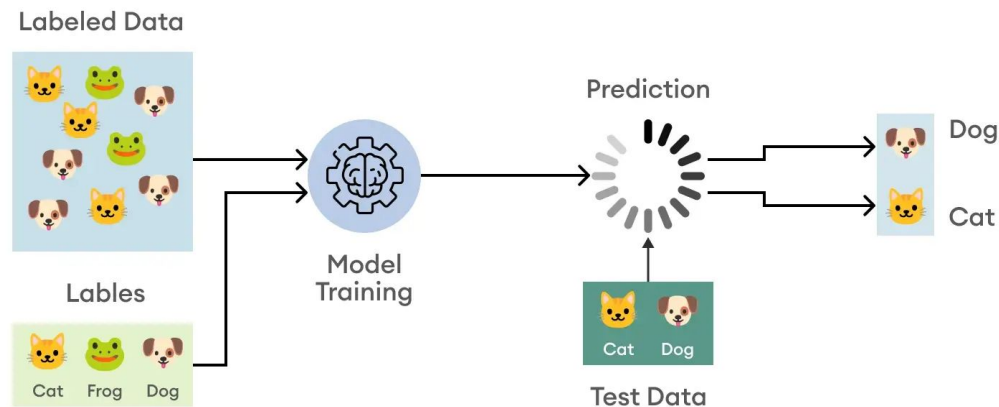 Labeled Data
Prediction
Dog
Cat
Model
Training
Lables
Cat Frog Dog
Cat Dog
Test Data